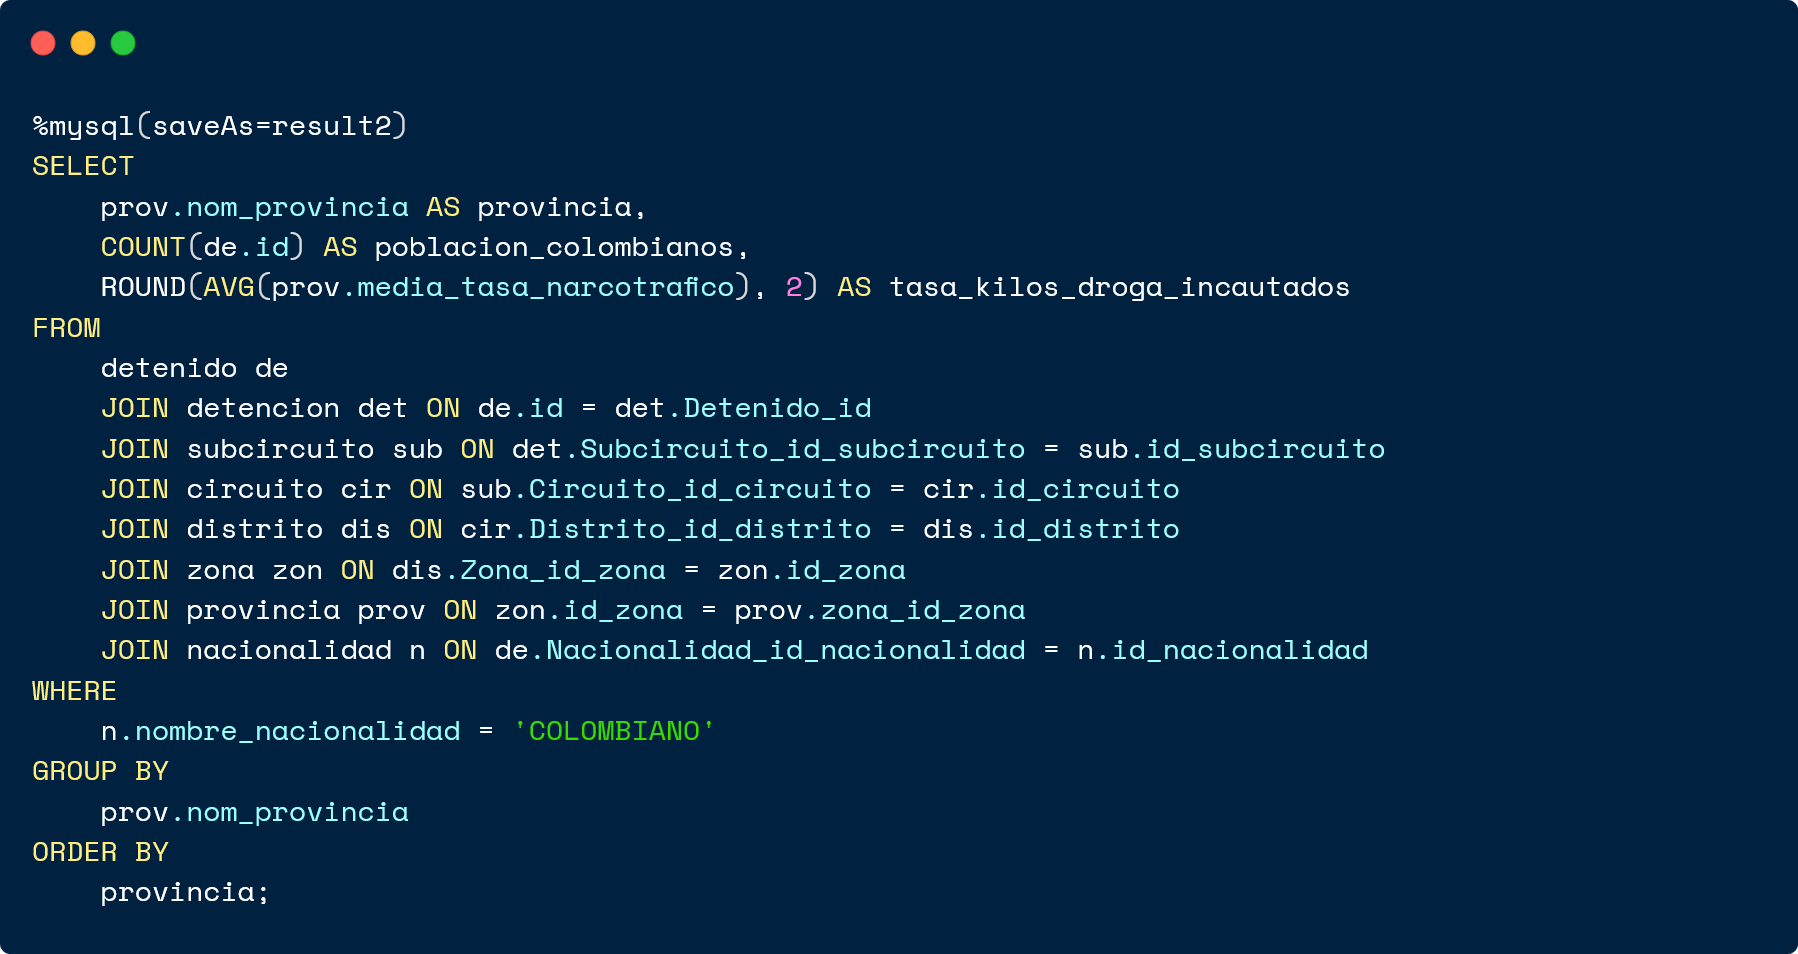 %mysql(saveAs=result2)
SELECT
    prov.nom_provincia AS provincia,
    COUNT(de.id) AS poblacion_colombianos,
    ROUND(AVG(prov.media_tasa_narcotrafico), 2) AS tasa_kilos_droga_incautados
FROM
    detenido de
    JOIN detencion det ON de.id = det.Detenido_id
    JOIN subcircuito sub ON det.Subcircuito_id_subcircuito = sub.id_subcircuito
    JOIN circuito cir ON sub.Circuito_id_circuito = cir.id_circuito
    JOIN distrito dis ON cir.Distrito_id_distrito = dis.id_distrito
    JOIN zona zon ON dis.Zona_id_zona = zon.id_zona
    JOIN provincia prov ON zon.id_zona = prov.zona_id_zona
    JOIN nacionalidad n ON de.Nacionalidad_id_nacionalidad = n.id_nacionalidad
WHERE
    n.nombre_nacionalidad = 'COLOMBIANO'
GROUP BY
    prov.nom_provincia
ORDER BY
    provincia;